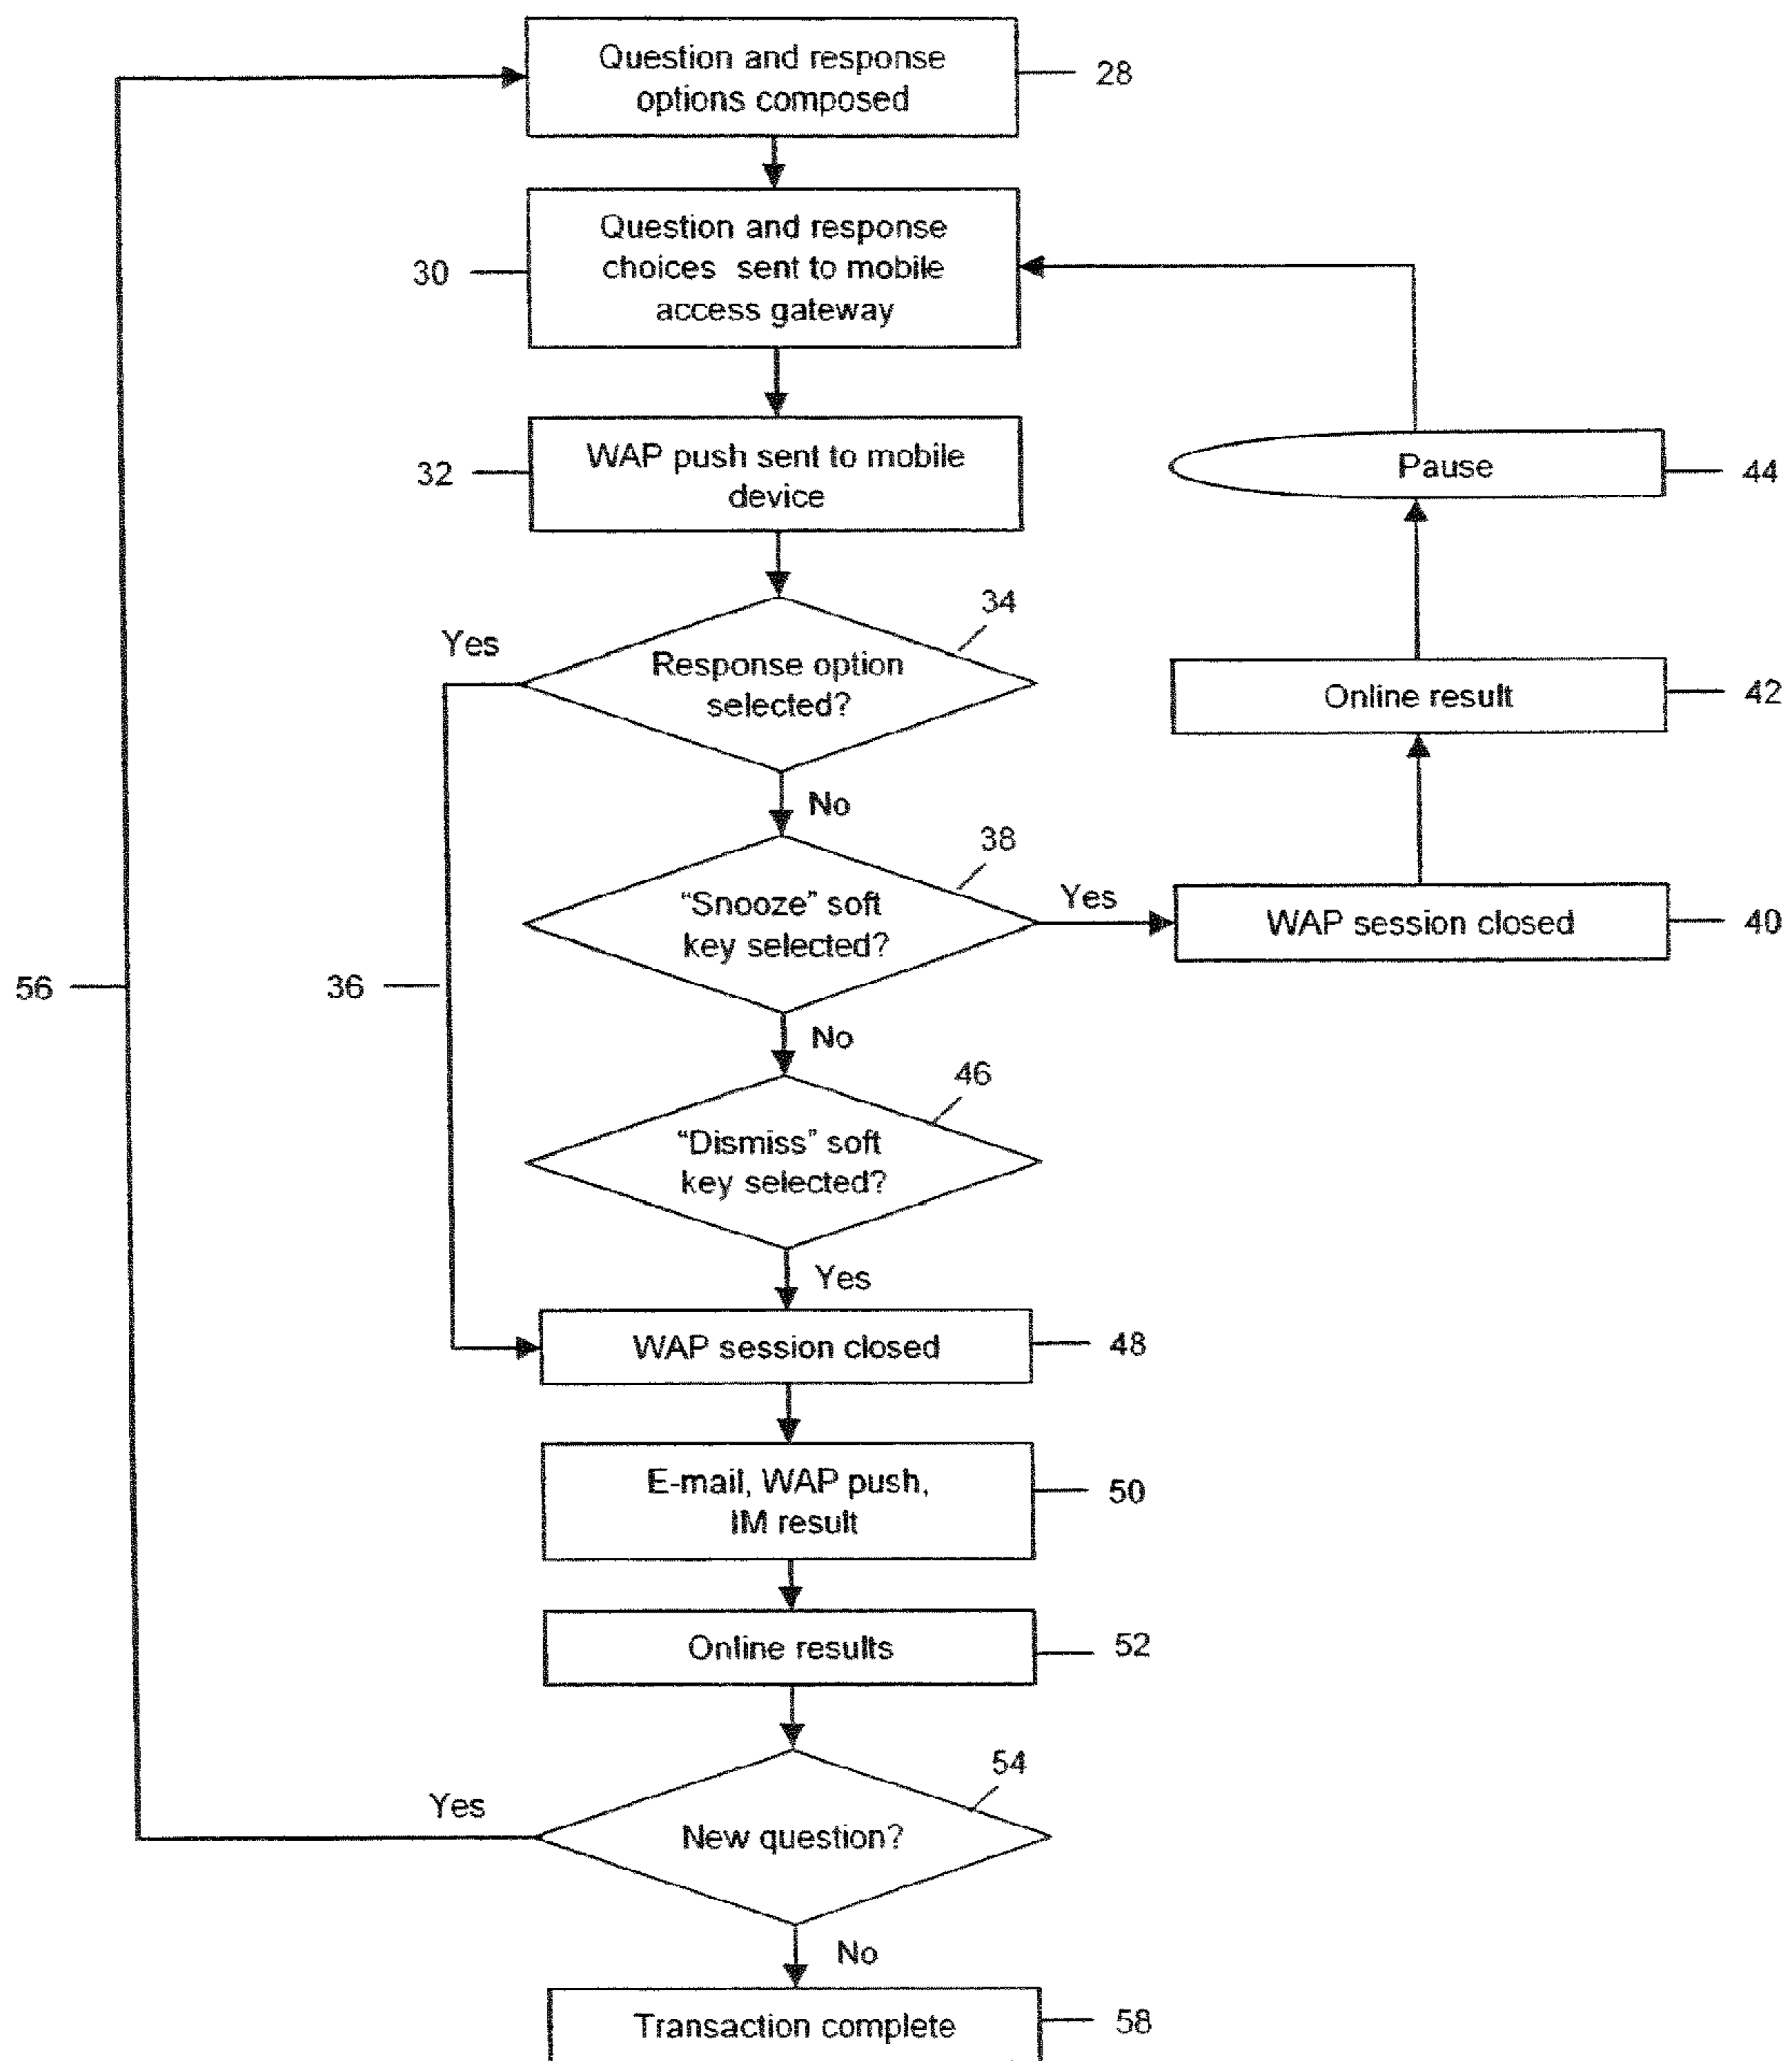 Question and response
options composed
28
Question and response
choices sent to mobile
access gateway
30
WAP push sent to mobile
device
32
Pause
44
34
Yes
Response option
selected?
Online result
42
No
38
"Snooze" soft
key selected?
Yes
WAP session closed
40
56
36
No
46
"Dismiss" soft
key selected?
Yes
WAP session closed
48
E-mail, WAP push,
IM result
50
Online results
52
54
Yes
New question?
No
Transaction complete
58